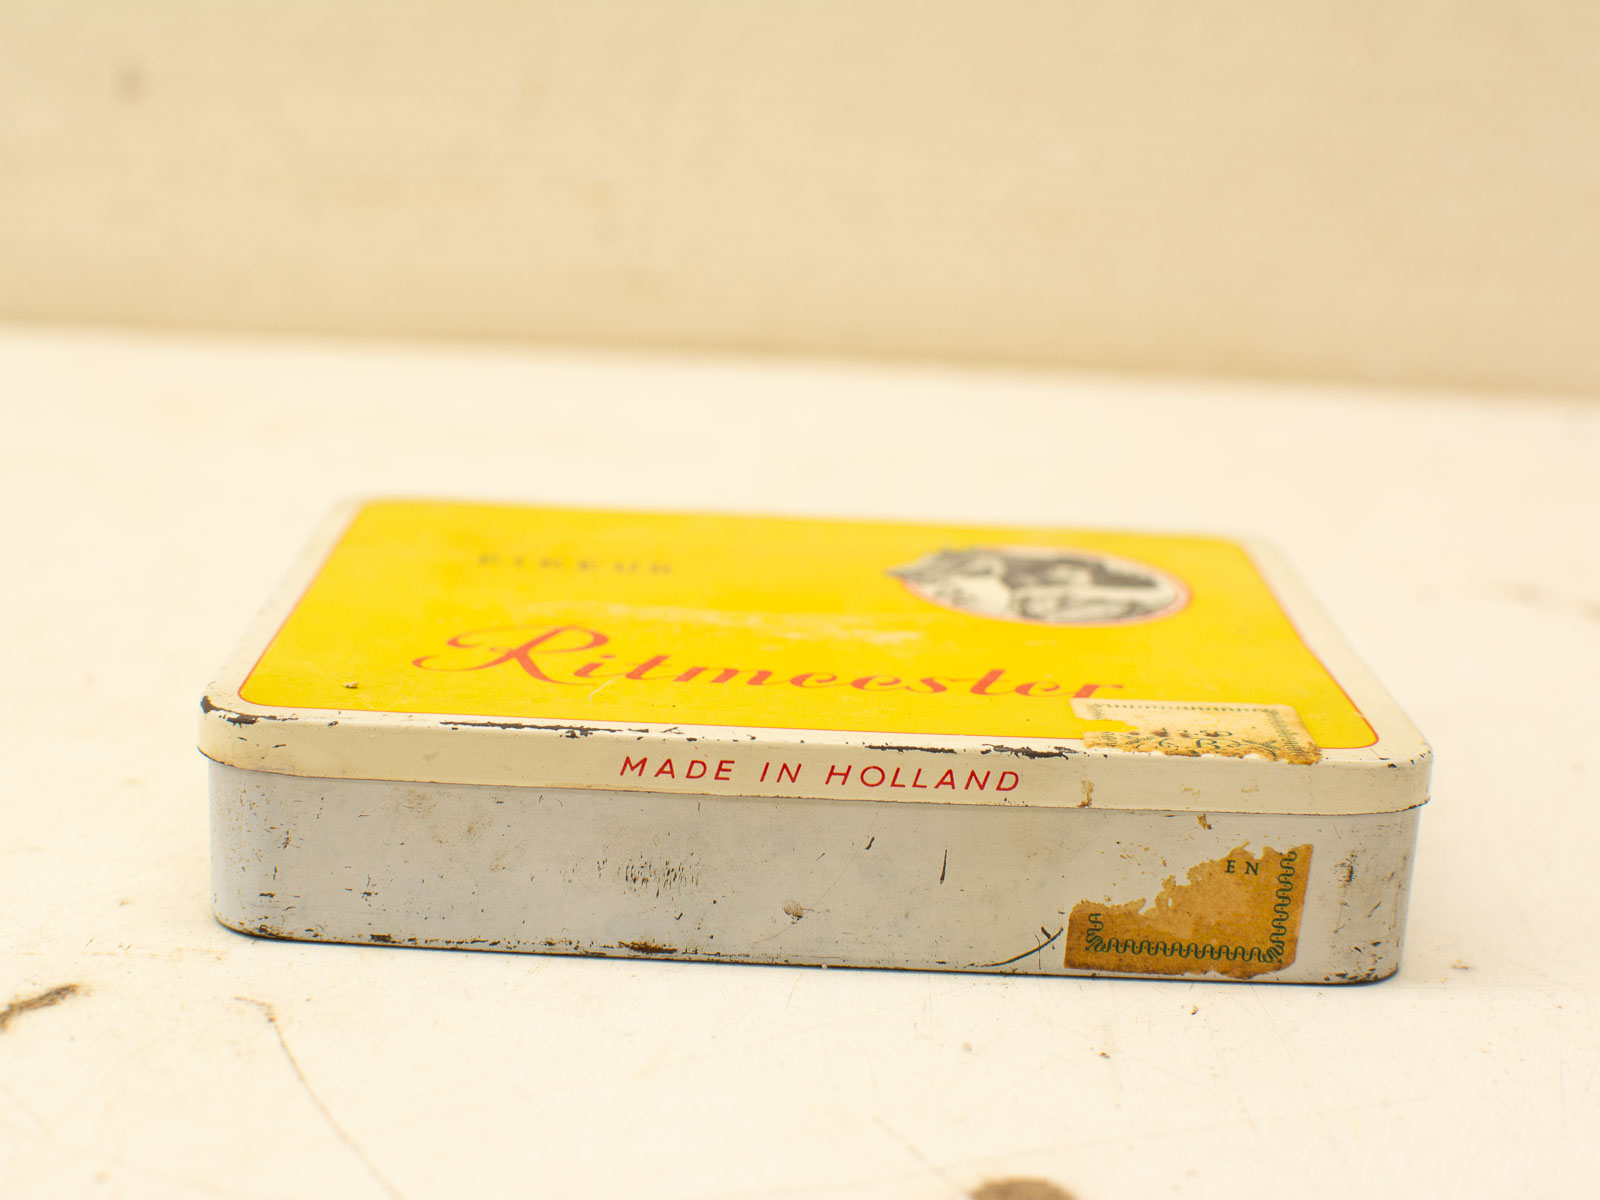 PIKEUR
Ritmeester
MADE IN HOLLAND
EN